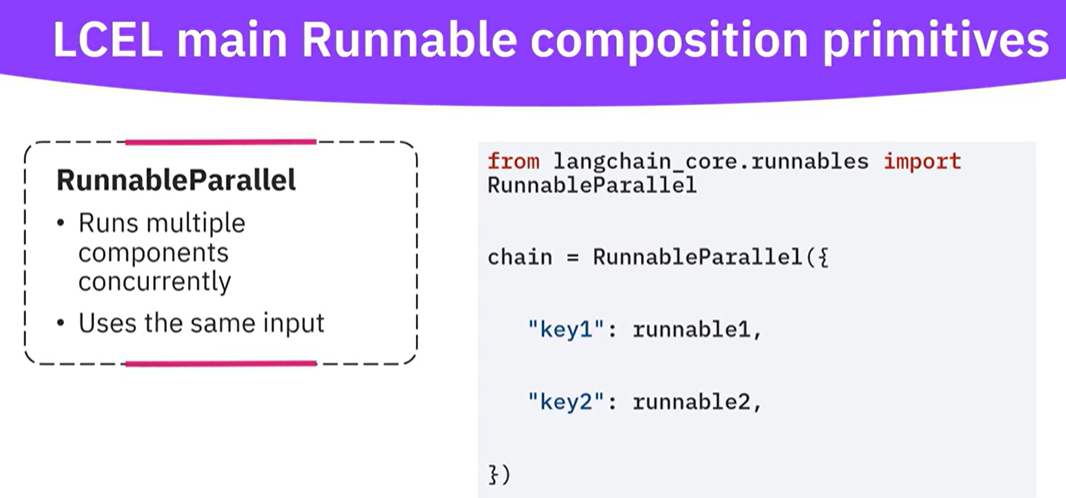 LCEL main Runnable composition primitives
RunnableParallel
• Runs multiple
components
concurrently
• Uses the same input
from langchain_core.runnables import
RunnableParallel
chain = RunnableParallel({
"key1": runnable1,
"key2": runnable2,
})